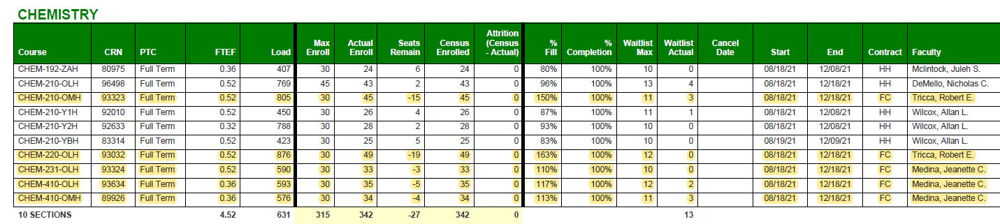 CHEMISTRY
Course CRN PTC FTEF Load Max Enroll Actual Enroll Seats Remain Census Enrolled Attrition (Census - Actual) % Fill % Completion Waitlist Max Waitlist Actual Cancel Date Start End Contract Faculty
CHEM-192-ZAH 80975 Full Term 0.36 407 30 24 6 24 0 80% 100% 10 0 08/18/21 12/08/21 HH Mclintock, Juleh S.
CHEM-210-OLH 96498 Full Term 0.52 769 45 43 2 43 0 96% 100% 13 4 08/18/21 12/18/21 HH DeMello, Nicholas C.
CHEM-210-OMH 93323 Full Term 0.52 805 30 45 -15 45 0 150% 100% 11 3 08/18/21 12/18/21 FC Tricca, Robert E.
CHEM-210-Y1H 92010 Full Term 0.52 450 30 26 4 26 0 87% 100% 11 1 08/18/21 12/08/21 HH Wilcox, Allan L.
CHEM-210-Y2H 92633 Full Term 0.32 788 30 28 2 28 0 93% 100% 10 0 08/18/21 12/08/21 HH Wilcox, Allan L.
CHEM-210-YBH 83314 Full Term 0.52 423 30 25 5 25 0 83% 100% 10 0 08/19/21 12/09/21 HH Wilcox, Allan L.
CHEM-220-OLH 93032 Full Term 0.52 876 30 49 -19 49 0 163% 100% 12 0 08/18/21 12/18/21 FC Tricca, Robert E.
CHEM-231-OLH 93324 Full Term 0.52 590 30 33 -3 33 0 110% 100% 10 0 08/18/21 12/18/21 FC Medina, Jeanette C.
CHEM-410-OLH 93634 Full Term 0.36 593 30 35 -5 35 0 117% 100% 12 2 08/18/21 12/18/21 FC Medina, Jeanette C.
CHEM-410-OMH 89926 Full Term 0.36 576 30 34 -4 34 0 113% 100% 11 3 08/18/21 12/18/21 FC Medina, Jeanette C.
10 SECTIONS 4.52 631 315 342 -27 342 0 13